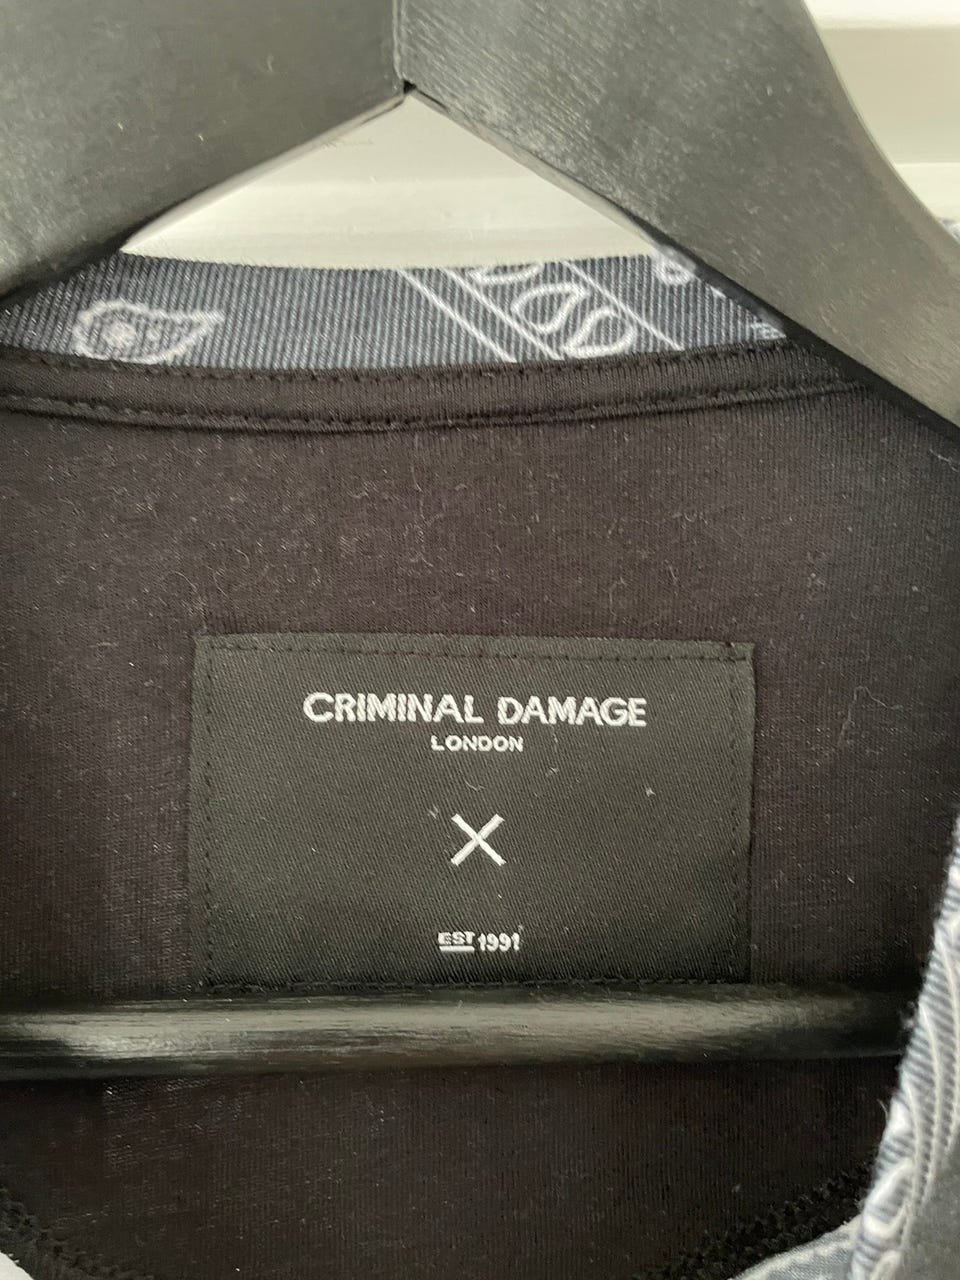 CRIMINAL DAMAGE
LONDON
X
EST 1991